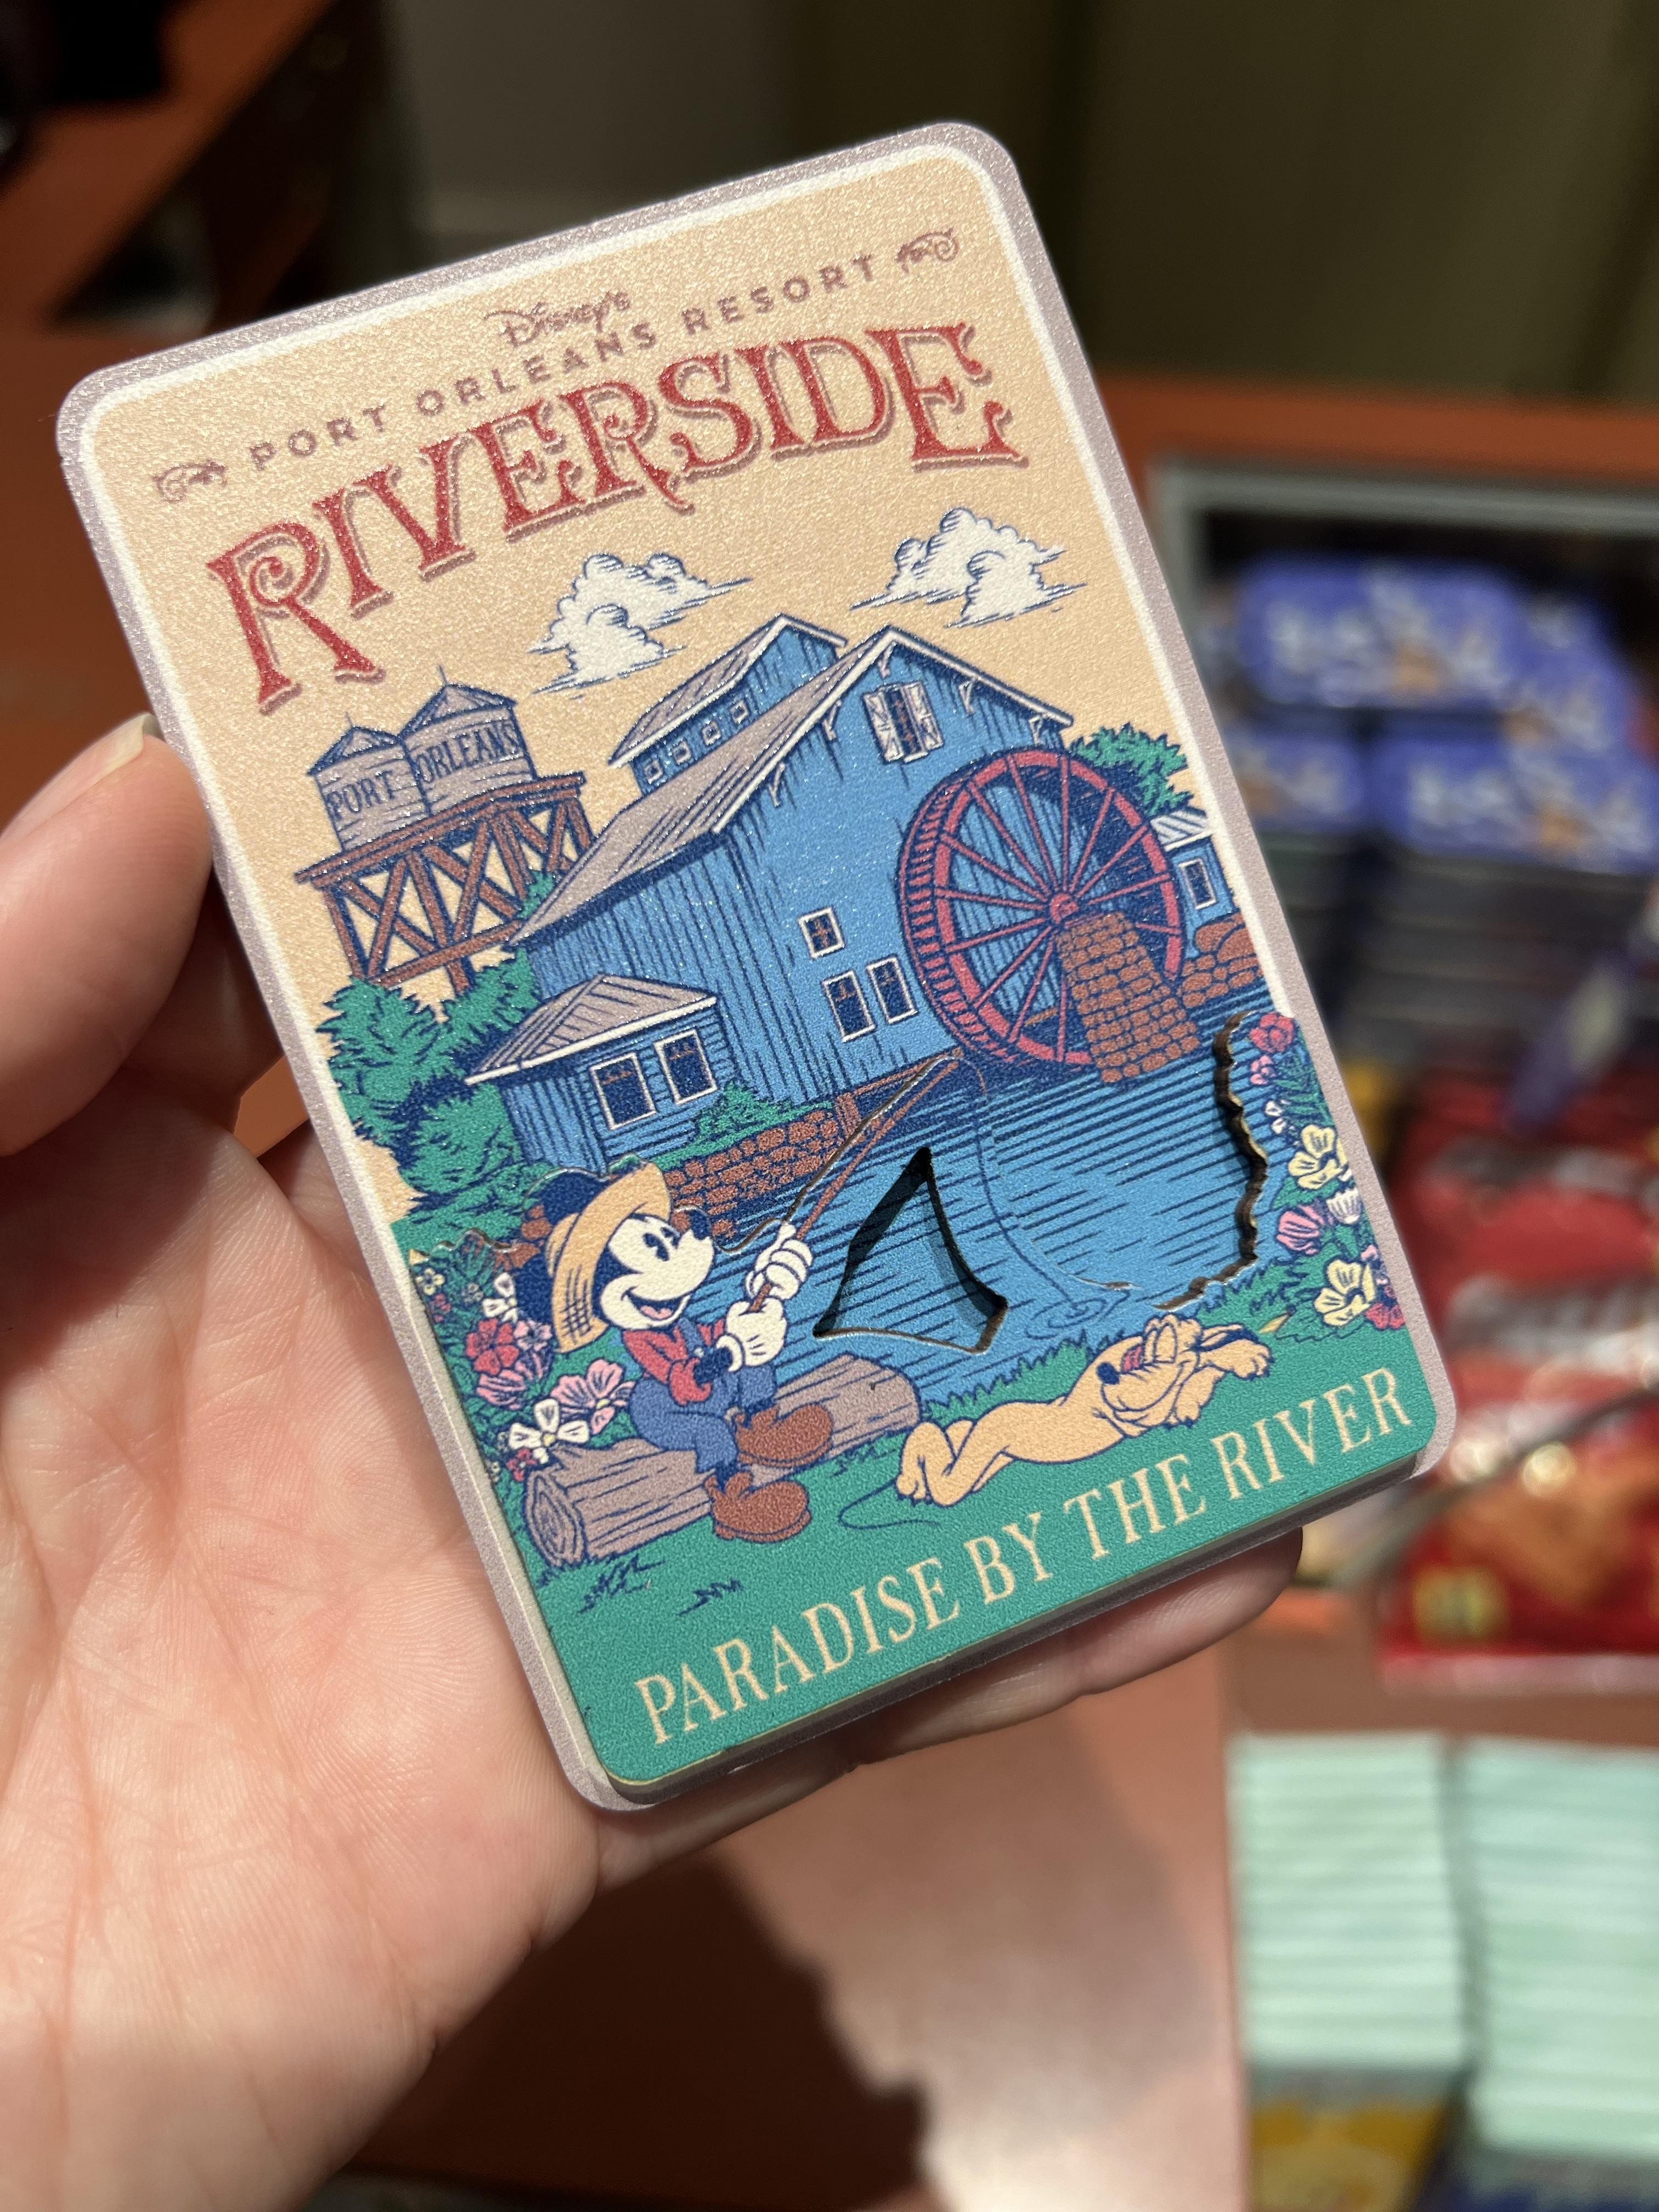 Disney's
PORT ORLEANS RESORT
RIVERSIDE
PORT ORLEANS
PARADISE BY THE RIVER